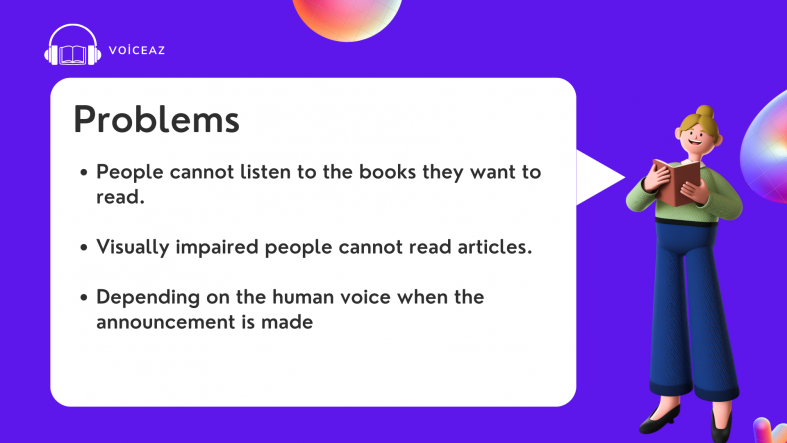 VOİCEAZ
Problems
• People cannot listen to the books they want to
read.
• Visually impaired people cannot read articles.
• Depending on the human voice when the
announcement is made